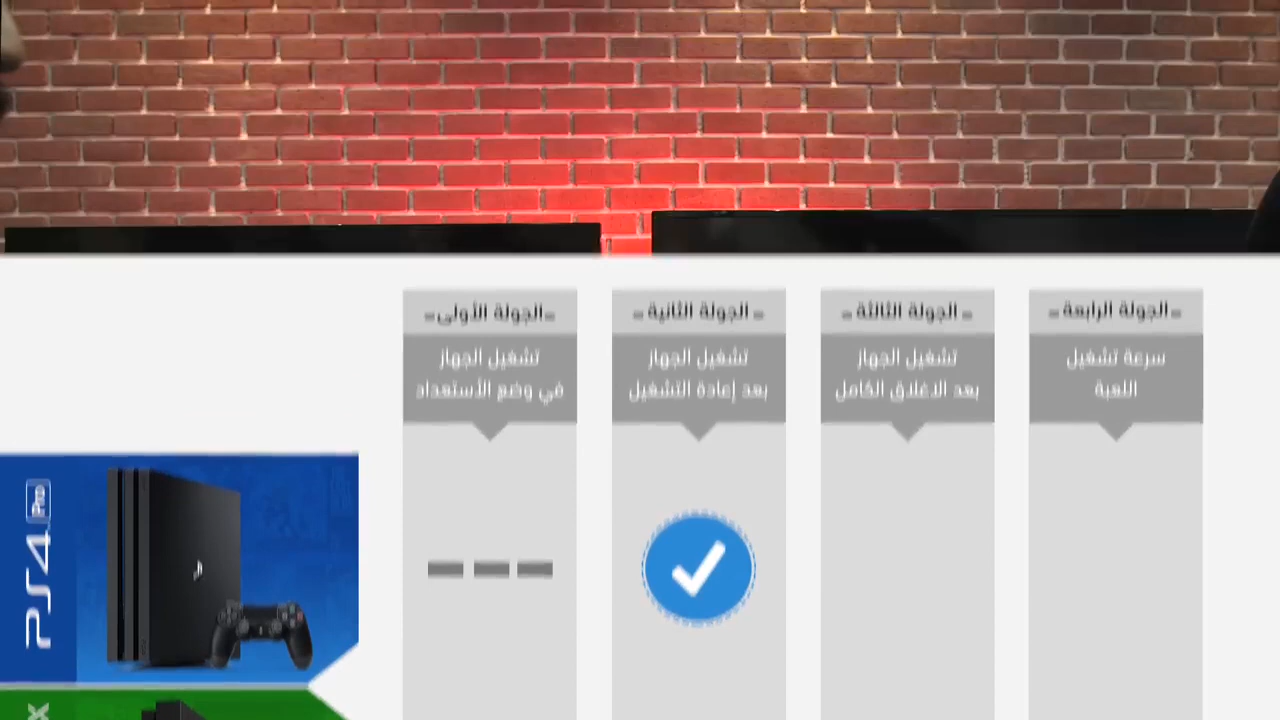 الجولة الأولى
تشغيل الجهاز
في وضع الأستعداد
الجولة الثانية
تشغيل الجهاز
بعد إعادة التشغيل
الجولة الثالثة
تشغيل الجهاز
بعد الاغلاق الكامل
الجولة الرابعة
سرعة تشغيل
اللعبة
PS4 Pro
X